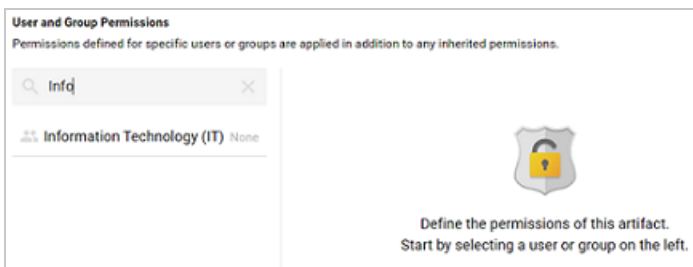 User and Group Permissions
Permissions defined for specific users or groups are applied in addition to any inherited permissions.
Info
Information Technology (IT) None
Define the permissions of this artifact.
Start by selecting a user or group on the left.